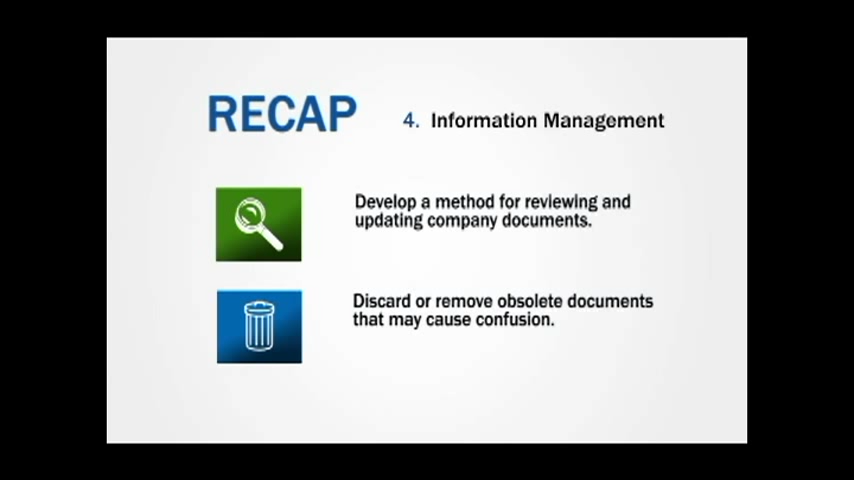 RECAP
4. Information Management
Develop a method for reviewing and
updating company documents.
Discard or remove obsolete documents
that may cause confusion.